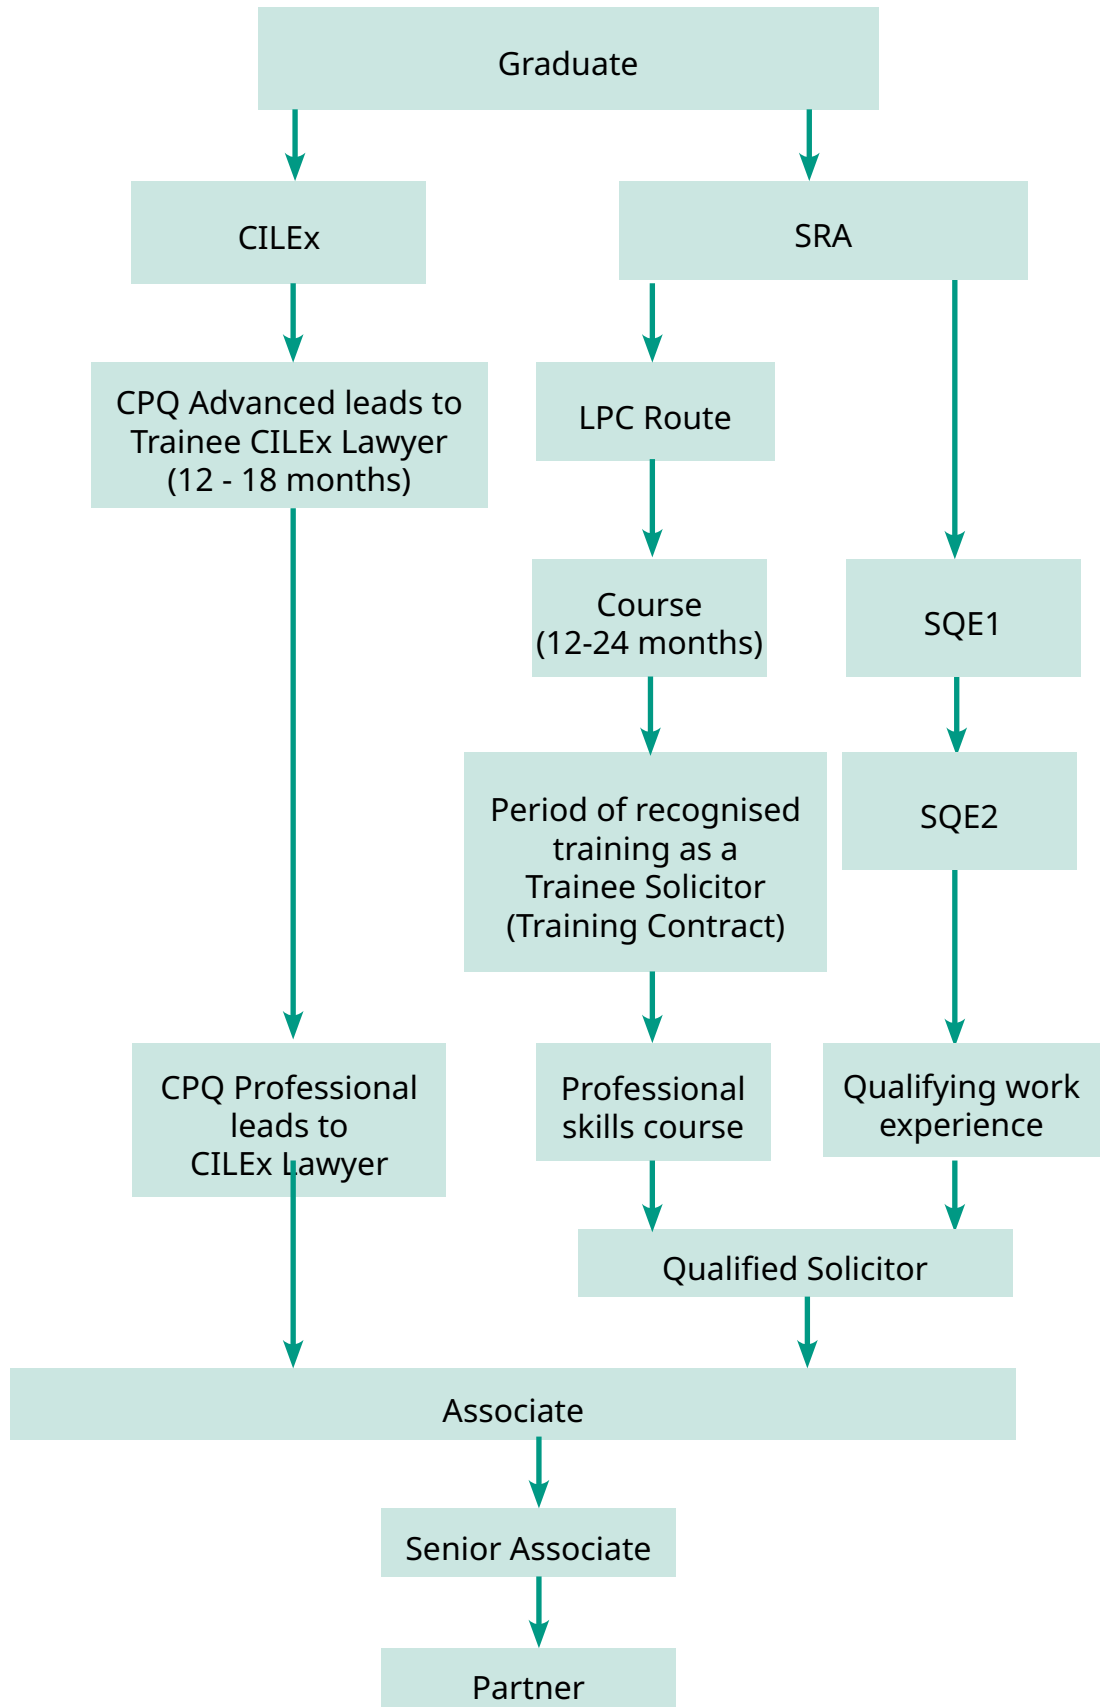 Graduate
CILEx
SRA
CPQ Advanced leads to
Trainee CILEx Lawyer
(12 - 18 months)
LPC Route
Course
(12-24 months)
SQE1
Period of recognised
training as a
Trainee Solicitor
(Training Contract)
SQE2
CPQ Professional
leads to
CILEx Lawyer
Professional
skills course
Qualifying work
experience
Qualified Solicitor
Associate
Senior Associate
Partner